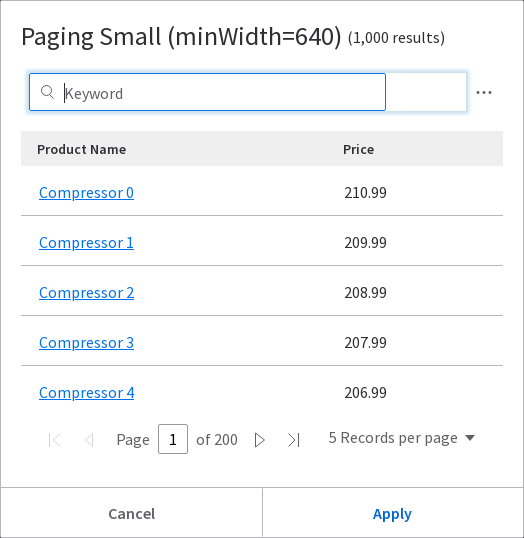 Paging Small (minWidth=640) (1,000 results)
Keyword
Product Name Price
Compressor 0 210.99
Compressor 1 209.99
Compressor 2 208.99
Compressor 3 207.99
Compressor 4 206.99
Page 1 of 200 5 Records per page
Cancel Apply